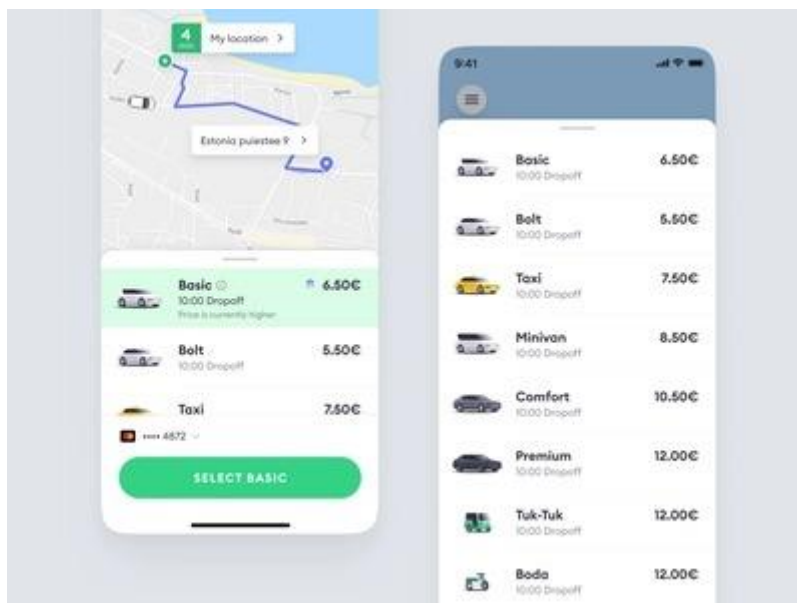 4
My location >
Estonia puiestee 9 >
Basic
6.50€
10:00 Dropoff
Price is currently higher
Bolt
5.50€
10:00 Dropoff
Taxi
7.50€
•••• 4672
SELECT BASIC
9:41
Basic
6.50€
10:00 Dropoff
Bolt
5.50€
10:00 Dropoff
Taxi
7.50€
10:00 Dropoff
Minivan
8.50€
10:00 Dropoff
Comfort
10.50€
10:00 Dropoff
Premium
12.00€
10:00 Dropoff
Tuk-Tuk
12.00€
10:00 Dropoff
Boda
12.00€
10:00 Dropoff